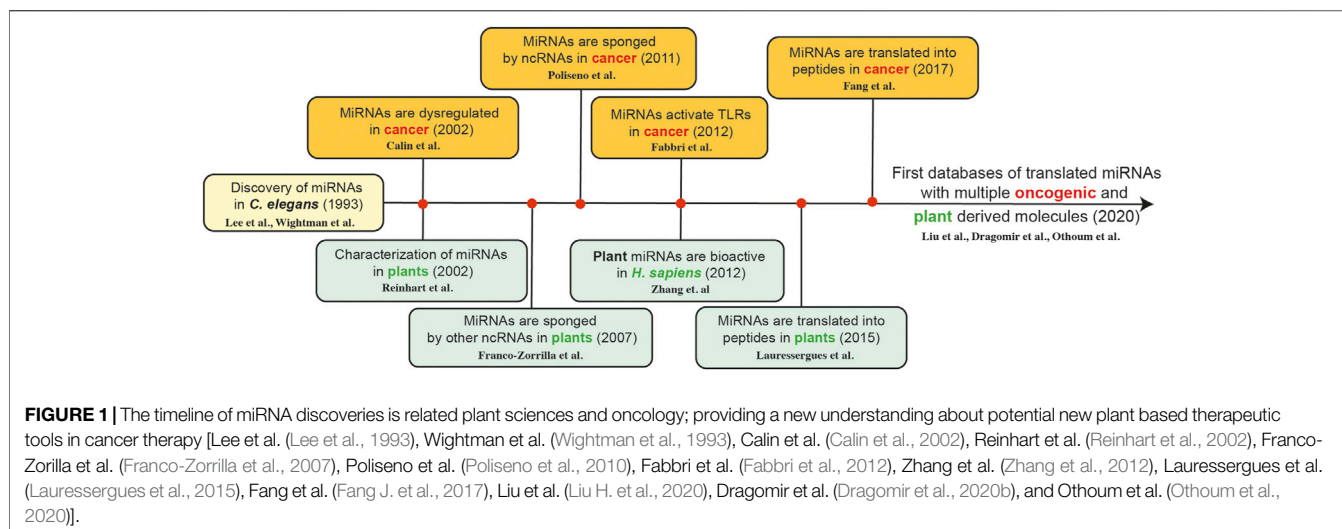 MiRNAs are sponged
by ncRNAs in cancer (2011)
Poliseno et al.
MiRNAs are translated into
peptides in cancer (2017)
Fang et al.
MiRNAs are dysregulated
in cancer (2002)
Calin et al.
MiRNAs activate TLRs
in cancer (2012)
Fabbri et al.
Discovery of miRNAs
in C. elegans (1993)
Lee et al., Wightman et al.
First databases of translated miRNAs
with multiple oncogenic and
plant derived molecules (2020)
Liu et al., Dragomir et al., Othoum et al.
Characterization of miRNAs
in plants (2002)
Reinhart et al.
Plant miRNAs are bioactive
in H. sapiens (2012)
Zhang et. al
MiRNAs are sponged
by other ncRNAs in plants (2007)
Franco-Zorrilla et al.
MiRNAs are translated into
peptides in plants (2015)
Lauressergues et al.
FIGURE 1 | The timeline of miRNA discoveries is related plant sciences and oncology; providing a new understanding about potential new plant based therapeutic
tools in cancer therapy [Lee et al. (Lee et al., 1993), Wightman et al. (Wightman et al., 1993), Calin et al. (Calin et al., 2002), Reinhart et al. (Reinhart et al., 2002), Franco-
Zorilla et al. (Franco-Zorrilla et al., 2007), Poliseno et al. (Poliseno et al., 2010), Fabbri et al. (Fabbri et al., 2012), Zhang et al. (Zhang et al., 2012), Lauressergues et al.
(Lauressergues et al., 2015), Fang et al. (Fang J. et al., 2017), Liu et al. (Liu H. et al., 2020), Dragomir et al. (Dragomir et al., 2020b), and Othoum et al. (Othoum et al.,
2020)].